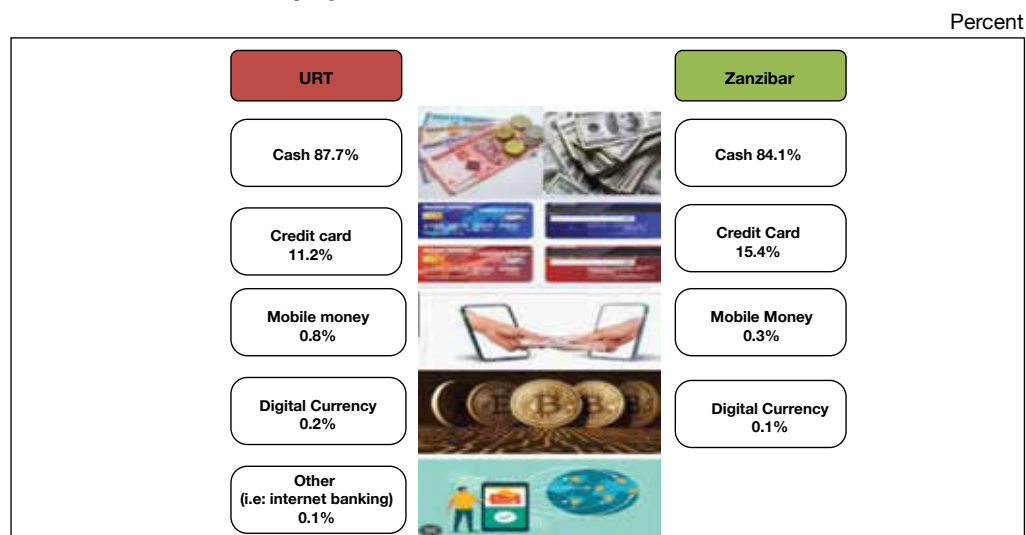 Percent
URT
Zanzibar
Cash 87.7%
Cash 84.1%
Credit card
11.2%
Credit Card
15.4%
Mobile money
0.8%
Mobile Money
0.3%
Digital Currency
0.2%
Digital Currency
0.1%
Other
(i.e: internet banking)
0.1%